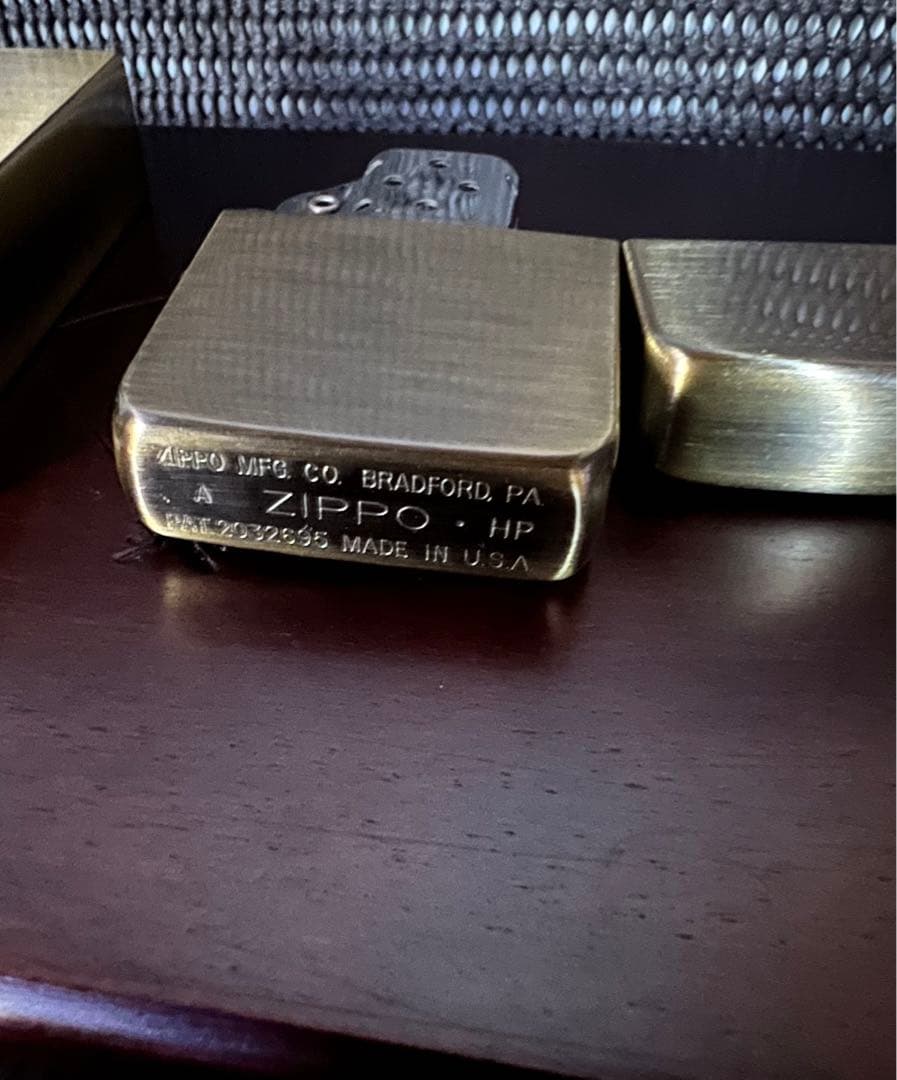 ZIPPO MFG. CO. BRADFORD, PA.
A ZIPPO · HP
PAT. 2032695 MADE IN U.S.A